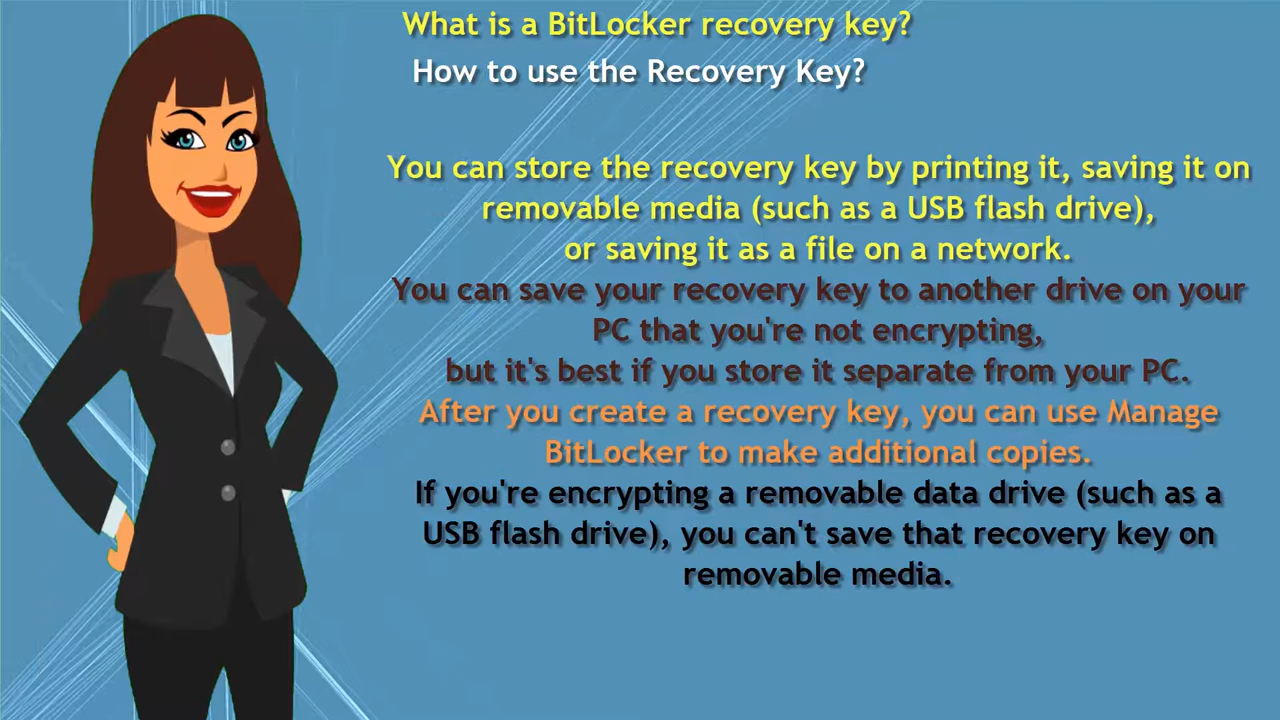 What is a BitLocker recovery key?
How to use the Recovery Key?
You can store the recovery key by printing it, saving it on
removable media (such as a USB flash drive),
or saving it as a file on a network.
You can save your recovery key to another drive on your
PC that you're not encrypting,
but it's best if you store it separate from your PC.
After you create a recovery key, you can use Manage
BitLocker to make additional copies.
If you're encrypting a removable data drive (such as a
USB flash drive), you can't save that recovery key on
removable media.